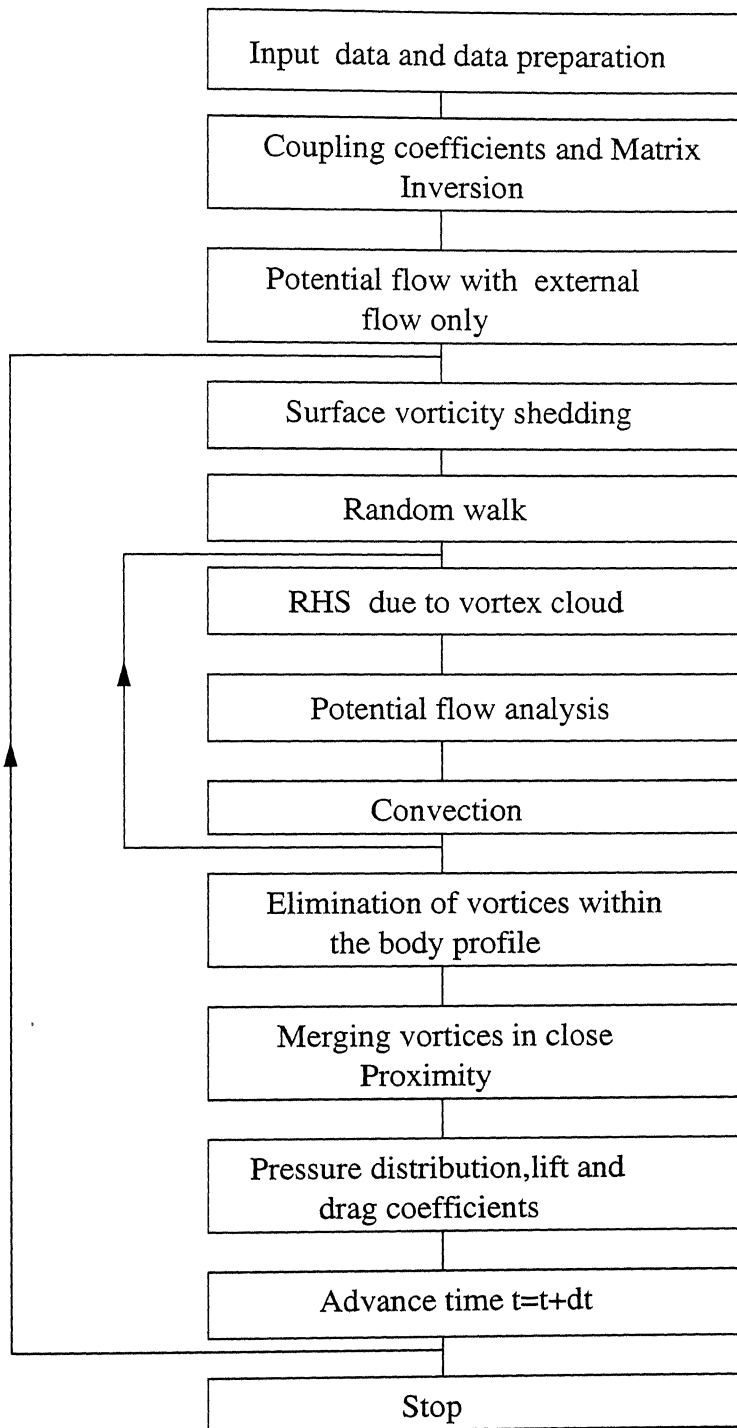 Input data and data preparation
Coupling coefficients and Matrix
Inversion
Potential flow with external
flow only
Surface vorticity shedding
Random walk
RHS due to vortex cloud
Potential flow analysis
Convection
Elimination of vortices within
the body profile
Merging vortices in close
Proximity
Pressure distribution,lift and
drag coefficients
Advance time t=t+dt
Stop